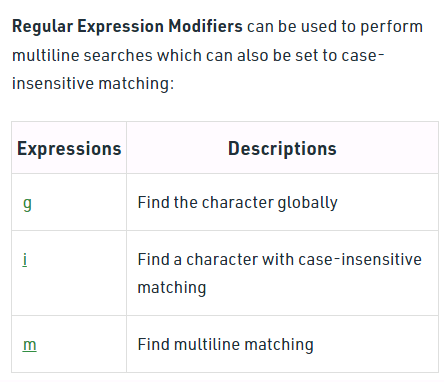 Regular Expression Modifiers can be used to perform
multiline searches which can also be set to case-
insensitive matching:
Expressions Descriptions
g Find the character globally
i Find a character with case-insensitive
matching
m Find multiline matching